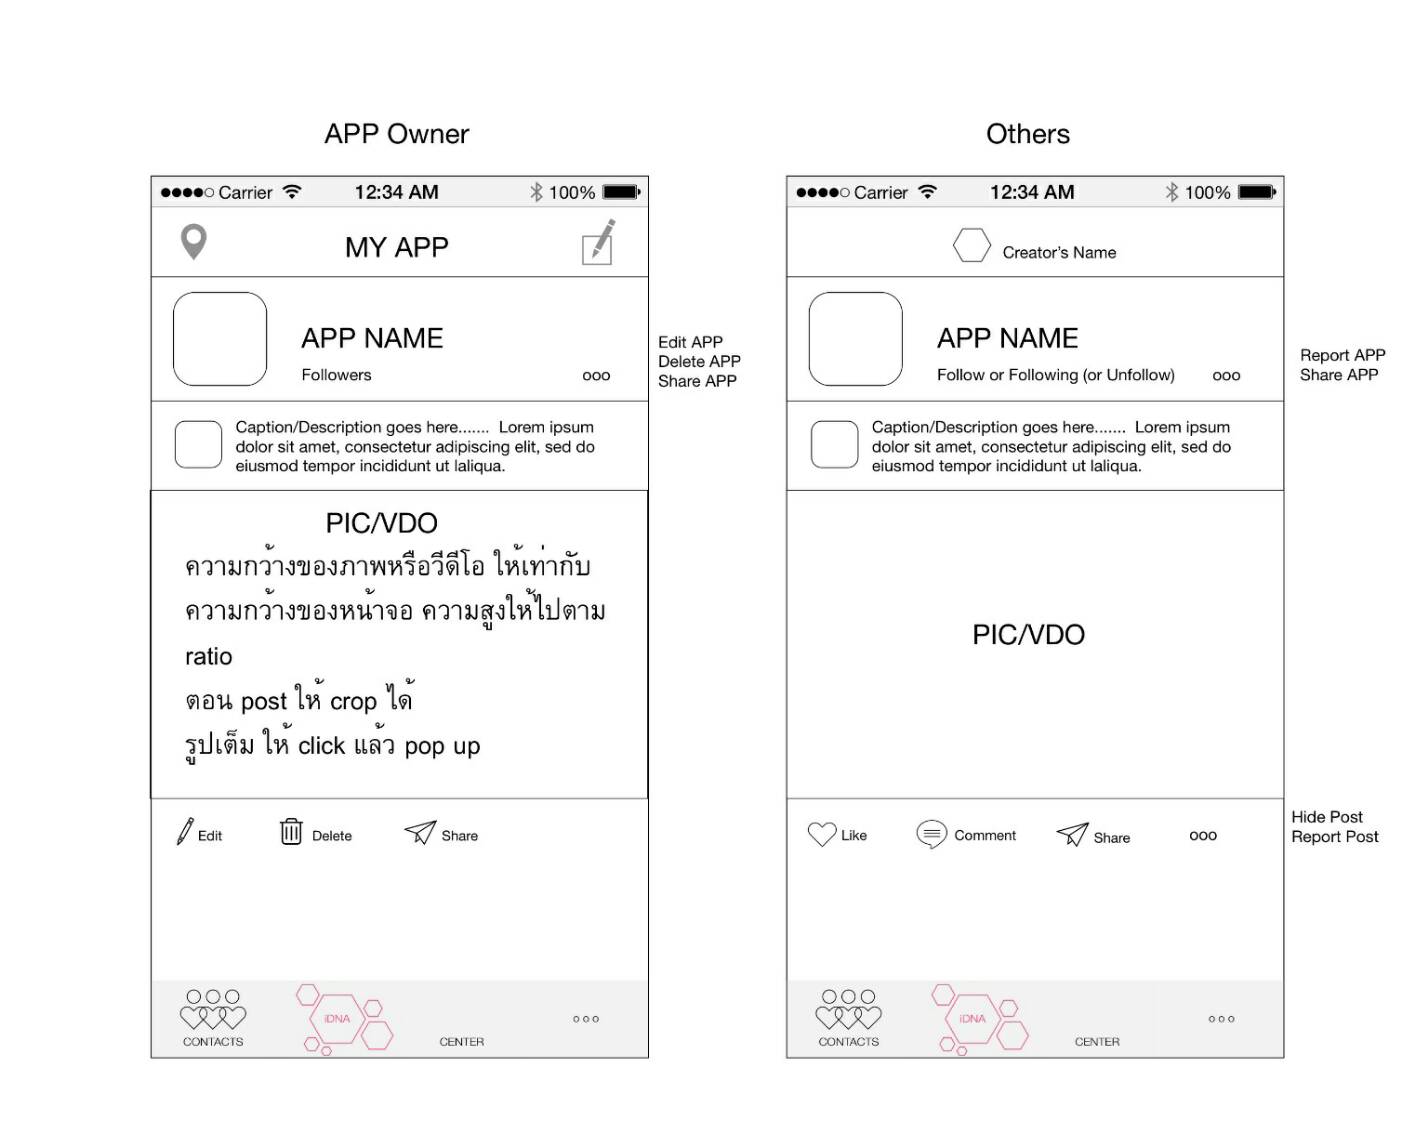 APP Owner
Carrier 12:34 AM 100%
MY APP
APP NAME
Followers
ooo
Edit APP
Delete APP
Share APP
Caption/Description goes here....... Lorem ipsum
dolor sit amet, consectetur adipiscing elit, sed do
eiusmod tempor incididunt ut laliqua.
PIC/VDO
ความกว้างของภาพหรือวีดีโอ ให้เท่ากับ
ความกว้างของหน้าจอ ความสูงให้ไปตาม
ratio
ตอน post ให้ crop ได้
รูปเต็ม ให้ click แล้ว pop up
Edit Delete Share
CONTACTS iDNA CENTER ooo
Others
Carrier 12:34 AM 100%
Creator's Name
APP NAME
Follow or Following (or Unfollow) ooo
Report APP
Share APP
Caption/Description goes here....... Lorem ipsum
dolor sit amet, consectetur adipiscing elit, sed do
eiusmod tempor incididunt ut laliqua.
PIC/VDO
Like Comment Share ooo
Hide Post
Report Post
CONTACTS iDNA CENTER ooo